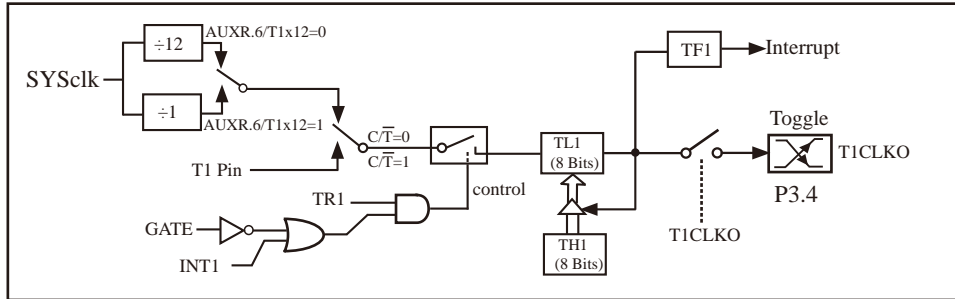 SYSclk
÷12
AUXR.6/T1x12=0
÷1
AUXR.6/T1x12=1
T1 Pin
C/T̅=0
C/T̅=1
TR1
GATE
INT1
control
TL1
(8 Bits)
TH1
(8 Bits)
TF1
Interrupt
T1CLKO
Toggle
T1CLKO
P3.4